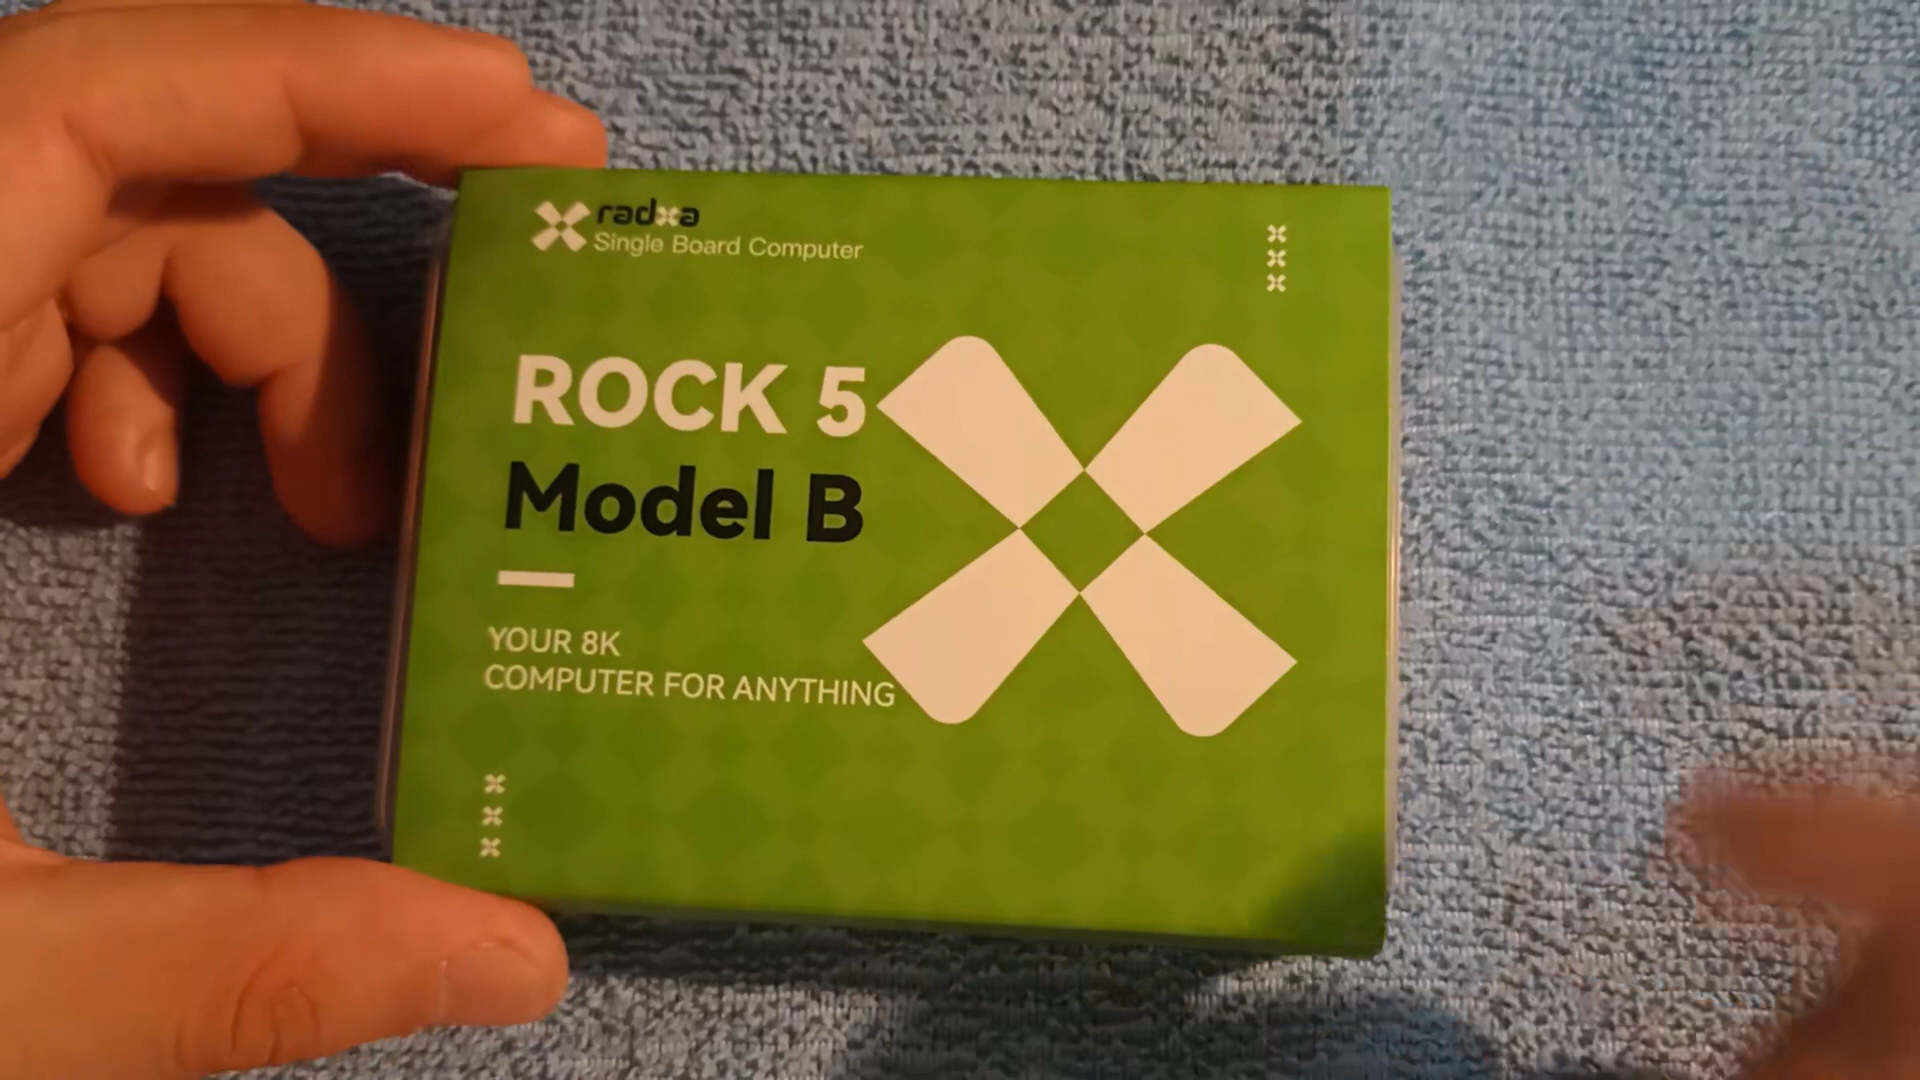 radxa
Single Board Computer
ROCK 5
Model B
YOUR 8K
COMPUTER FOR ANYTHING